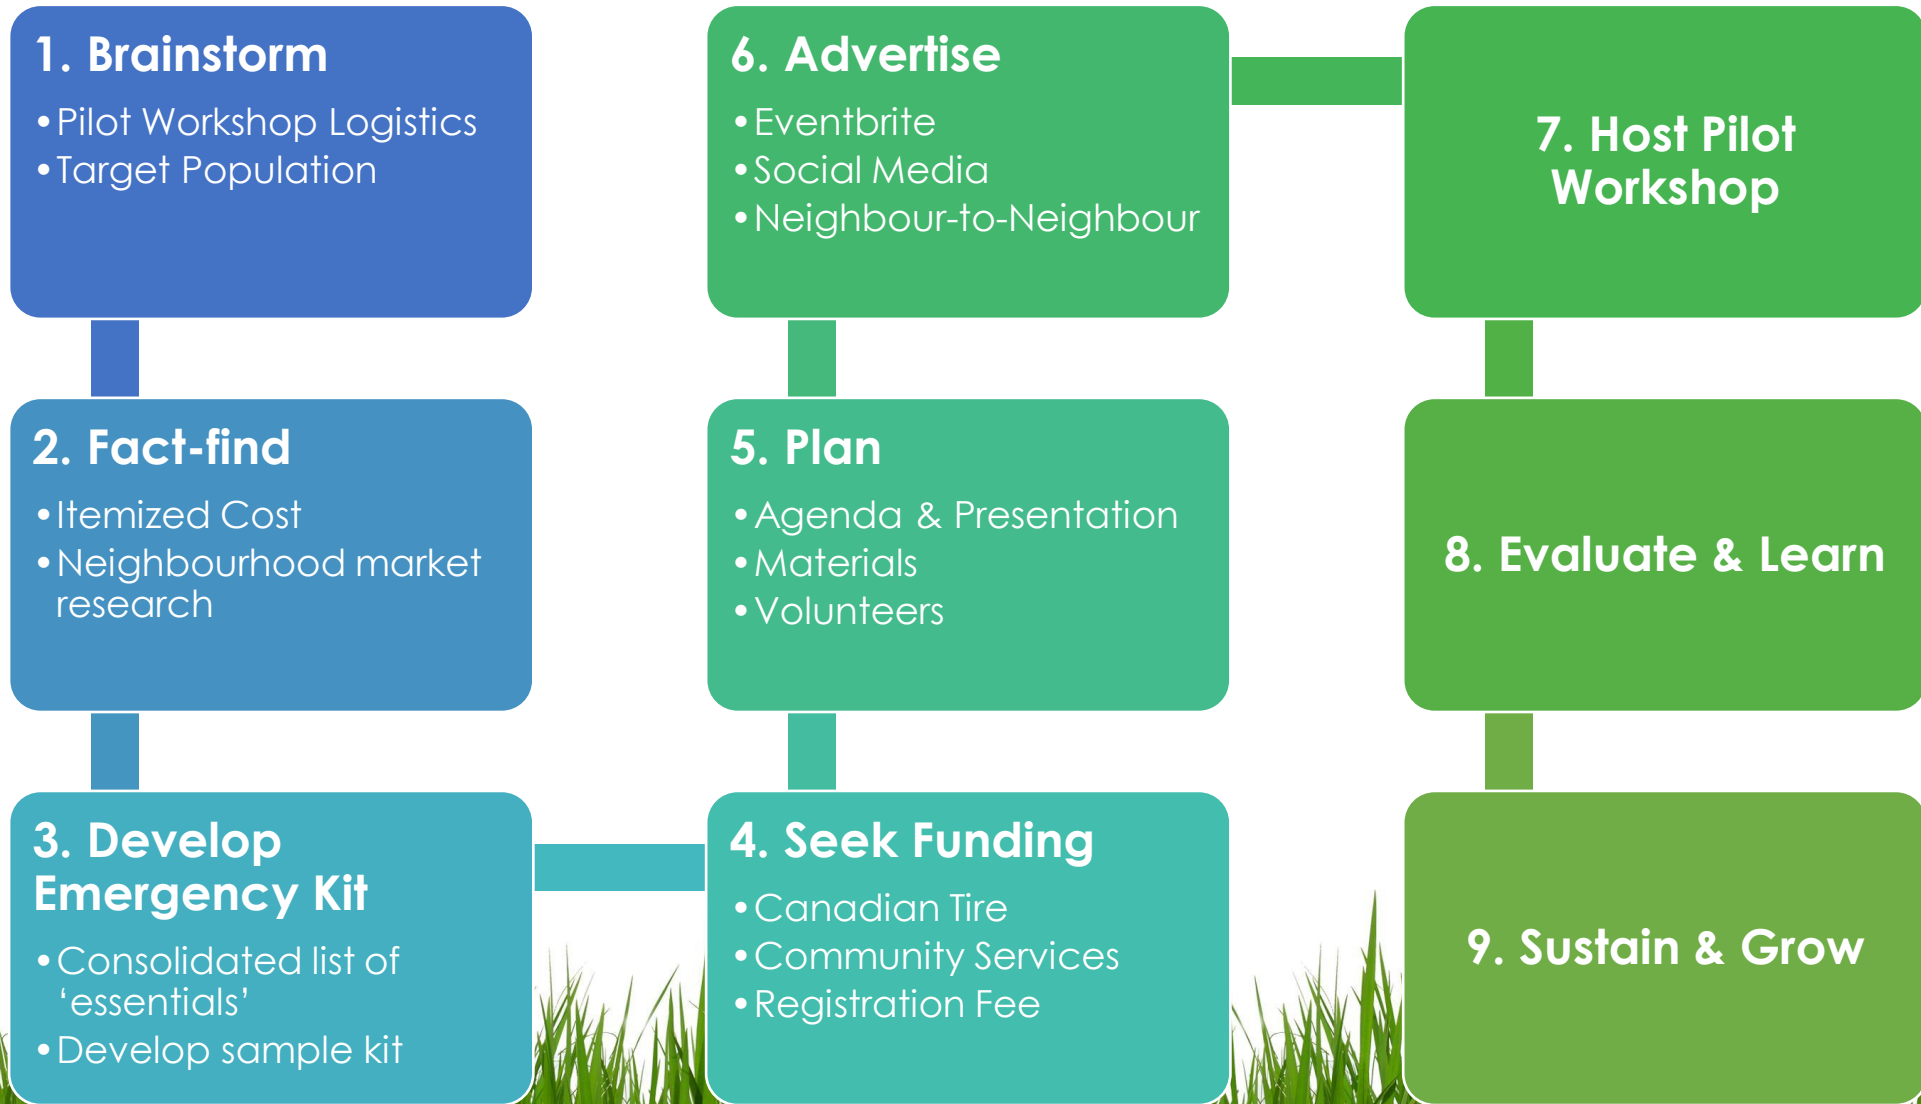 1. Brainstorm
•Pilot Workshop Logistics
•Target Population
2. Fact-find
•Itemized Cost
•Neighbourhood market
research
3. Develop
Emergency Kit
•Consolidated list of
‘essentials’
•Develop sample kit
4. Seek Funding
•Canadian Tire
•Community Services
•Registration Fee
5. Plan
•Agenda & Presentation
•Materials
•Volunteers
6. Advertise
•Eventbrite
•Social Media
•Neighbour-to-Neighbour
7. Host Pilot
Workshop
8. Evaluate & Learn
9. Sustain & Grow